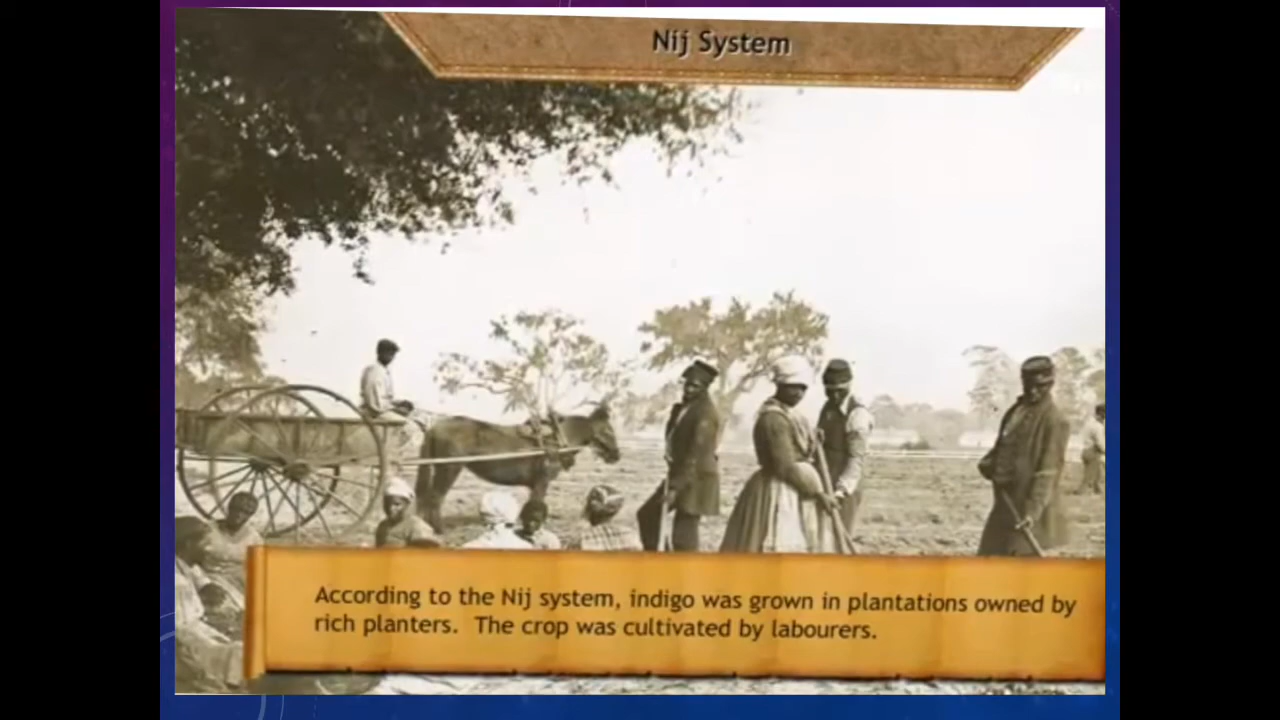 Nij System
According to the Nij system, indigo was grown in plantations owned by
rich planters. The crop was cultivated by labourers.